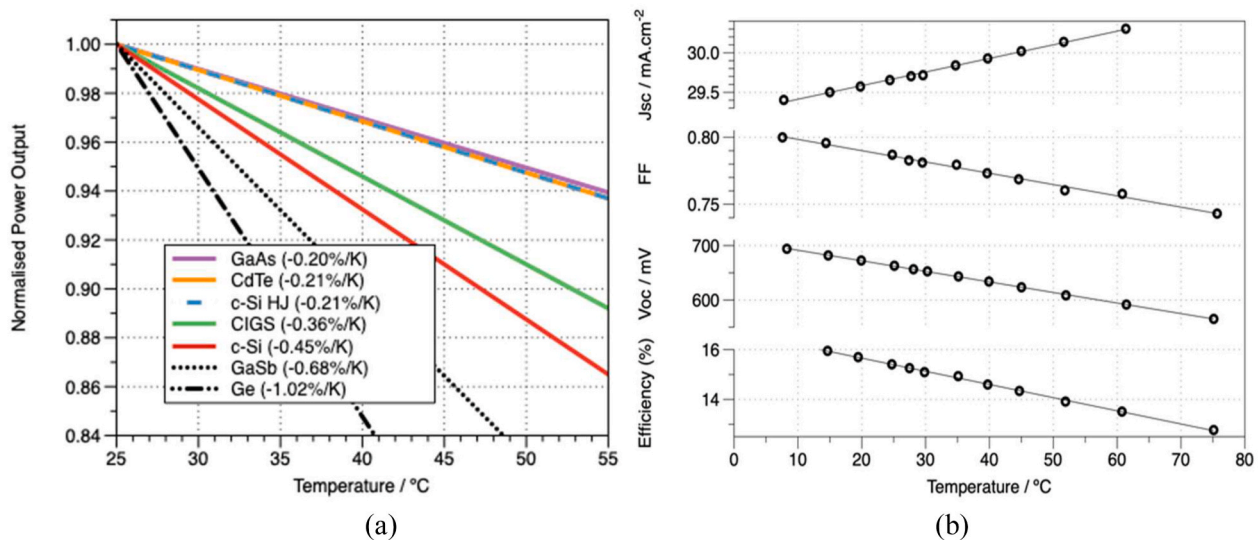 Normalised Power Output
1.00
0.98
0.96
0.94
0.92
0.90
0.88
0.86
0.84
GaAs (-0.20%/K)
CdTe (-0.21%/K)
c-Si HJ (-0.21%/K)
CIGS (-0.36%/K)
c-Si (-0.45%/K)
GaSb (-0.68%/K)
Ge (-1.02%/K)
25 30 35 40 45 50 55
Temperature / ºC
(a)
Jsc / mA.cm-2
30.0
29.5
FF
0.80
0.75
Voc / mV
700
600
Efficiency (%)
16
14
0 10 20 30 40 50 60 70 80
Temperature / ºC
(b)